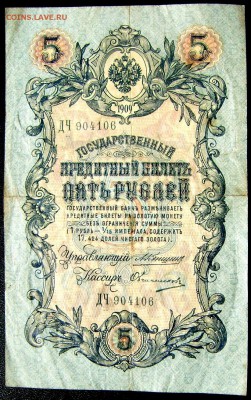 COINS.LAVE.RU
5 5
1909
ДЧ 904106
ГОСУДАРСТВЕННЫЙ
КРЕДИТНЫЙ БИЛЕТЪ
ПЯТЬ РУБЛЕЙ
ГОСУДАРСТВЕННЫЙ БАНКЪ РАЗМѢНИВАЕТЪ
КРЕДИТНЫЕ БИЛЕТЫ НА ЗОЛОТУЮ МОНЕТУ
БЕЗЪ ОГРАНИЧЕНІЯ СУММЫ
(1 РУБЛЬ = 1/15 ИМПЕРІАЛА, СОДЕРЖИТЪ
17,424 ДОЛЕЙ ЧИСТАГО ЗОЛОТА).
Управляющій
Кассиръ
ДЧ 904106
5